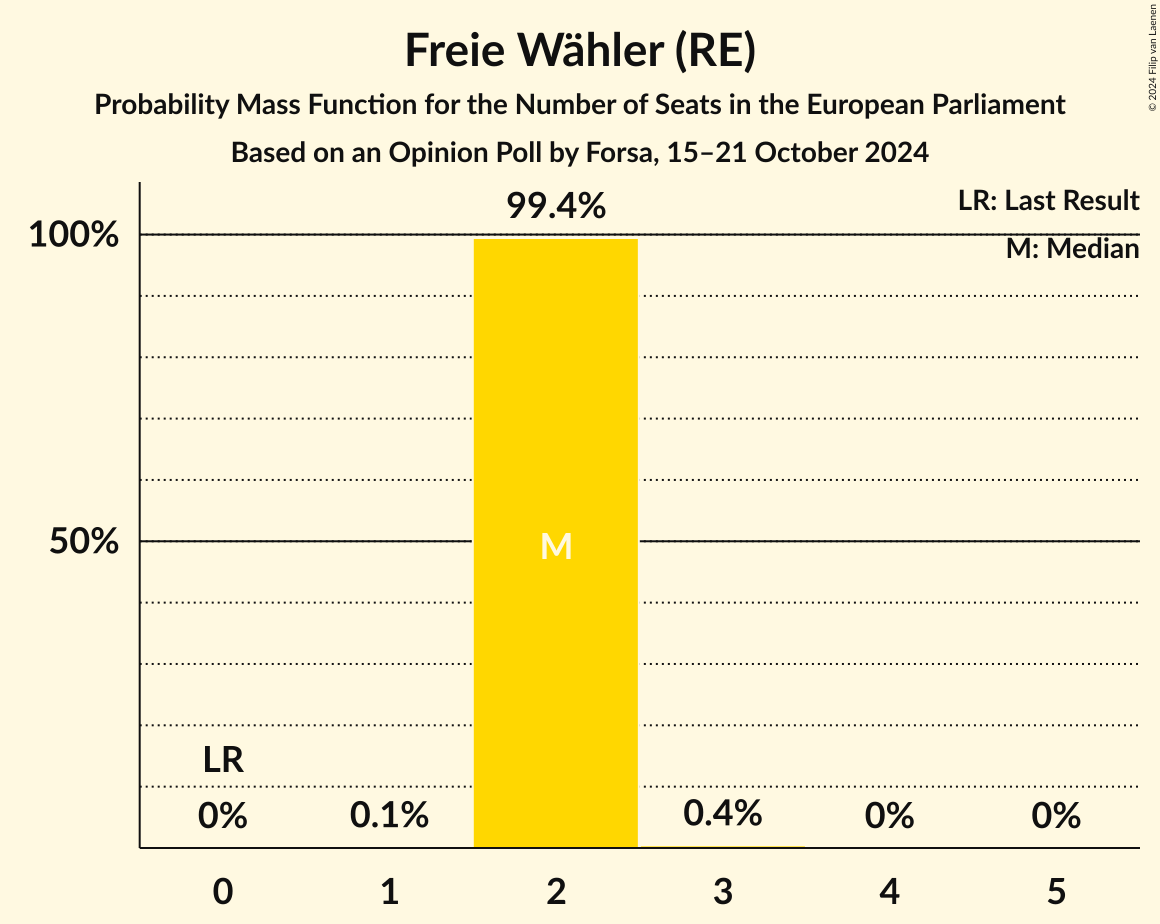 Freie Wähler (RE)
Probability Mass Function for the Number of Seats in the European Parliament
Based on an Opinion Poll by Forsa, 15–21 October 2024
© 2024 Filip van Laenen
LR: Last Result
M: Median
99.4%
100%
50%
M
LR
0%
0.1%
0.4%
0%
0%
0 1 2 3 4 5